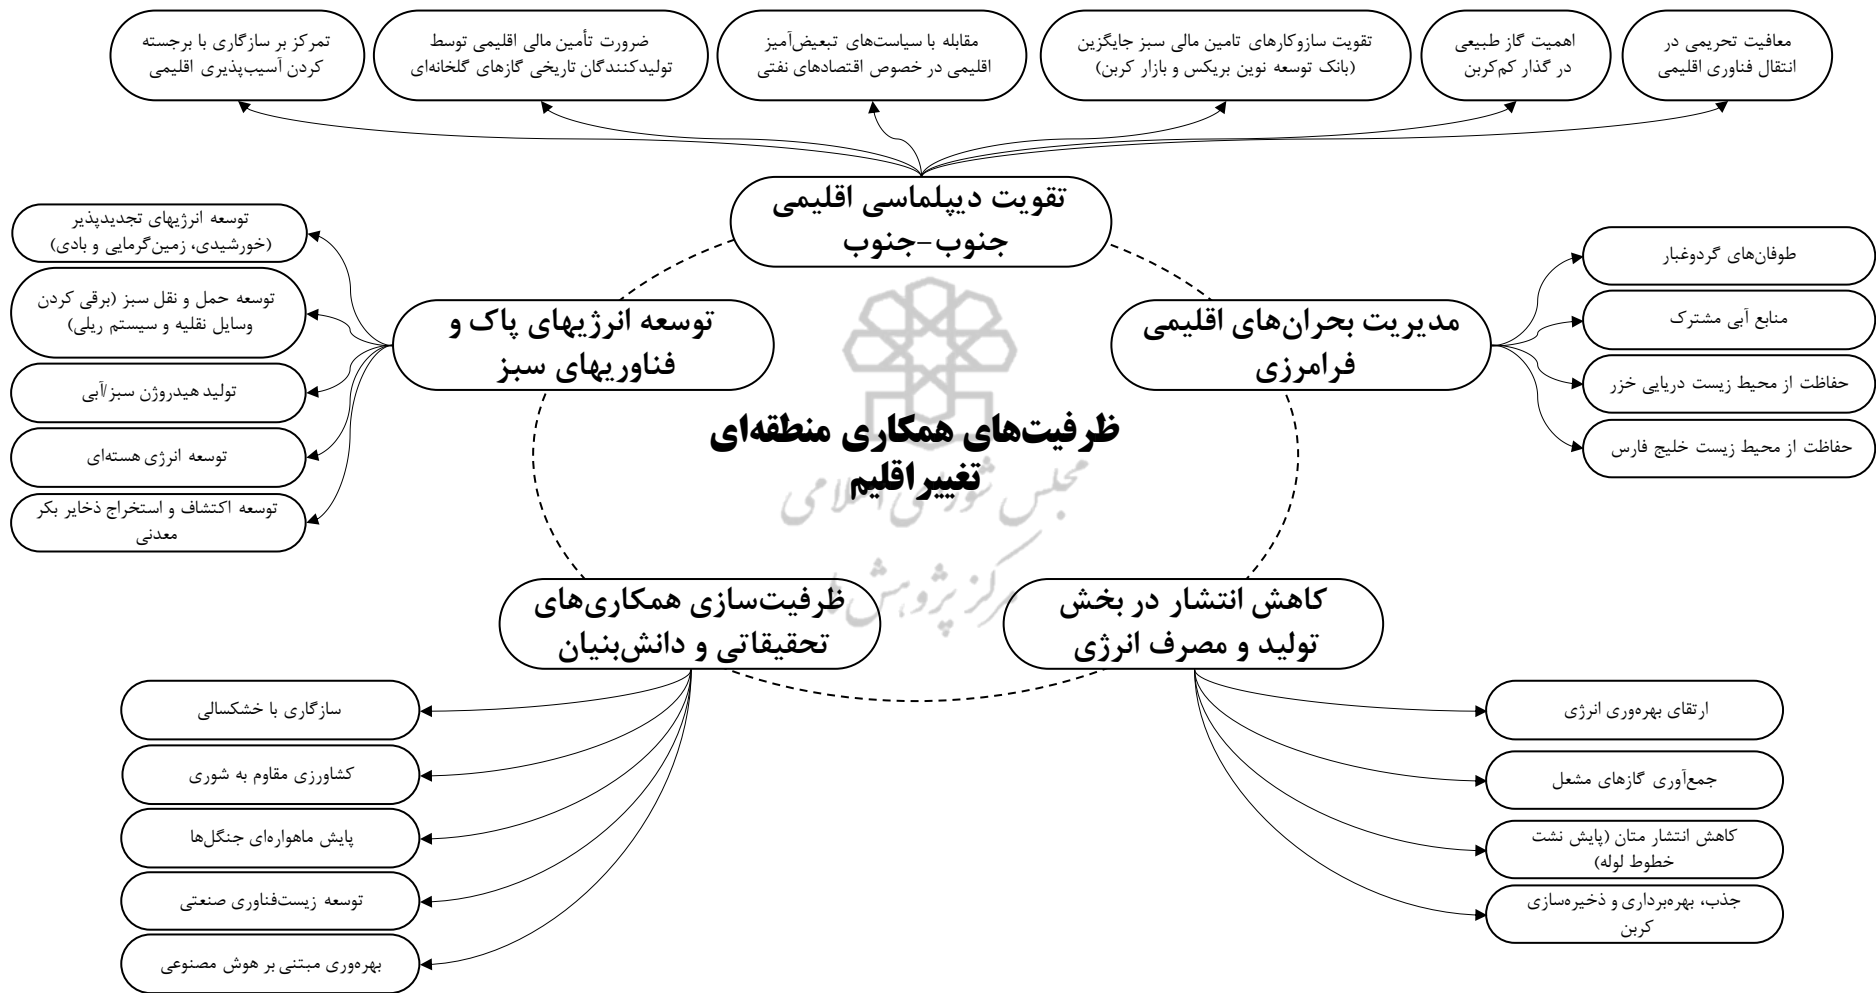 معافیت تحریمی در
انتقال فناوری اقلیمی
اهمیت گاز طبیعی
در گذار کم‌کربن
تقویت سازوکارهای تامین مالی سبز جایگزین
(بانک توسعه نوین بریکس و بازار کربن)
مقابله با سیاست‌های تبعیض‌آمیز
اقلیمی در خصوص اقتصادهای نفتی
ضرورت تأمین مالی اقلیمی توسط
تولیدکنندگان تاریخی گازهای گلخانه‌ای
تمرکز بر سازگاری با برجسته
کردن آسیب‌پذیری اقلیمی
تقویت دیپلماسی اقلیمی
جنوب-جنوب
مدیریت بحران‌های اقلیمی
فرامرزی
طوفان‌های گردوغبار
منابع آبی مشترک
حفاظت از محیط زیست دریایی خزر
حفاظت از محیط زیست خلیج فارس
توسعه انرژیهای پاک و
فناوریهای سبز
توسعه انرژیهای تجدیدپذیر
(خورشیدی، زمین‌گرمایی و بادی)
توسعه حمل و نقل سبز (برقی کردن
وسایل نقلیه و سیستم ریلی)
تولید هیدروژن سبز/آبی
توسعه انرژی هسته‌ای
توسعه اکتشاف و استخراج ذخایر بکر
معدنی
ظرفیت‌های همکاری منطقه‌ای
تغییر اقلیم
مجلس شورای اسلامی
مرکز پژوهش ها
کاهش انتشار در بخش
تولید و مصرف انرژی
ارتقای بهره‌وری انرژی
جمع‌آوری گازهای مشعل
کاهش انتشار متان (پایش نشت
خطوط لوله)
جذب، بهره‌برداری و ذخیره‌سازی
کربن
ظرفیت‌سازی همکاری‌های
تحقیقاتی و دانش‌بنیان
سازگاری با خشکسالی
کشاورزی مقاوم به شوری
پایش ماهواره‌ای جنگل‌ها
توسعه زیست‌فناوری صنعتی
بهره‌وری مبتنی بر هوش مصنوعی